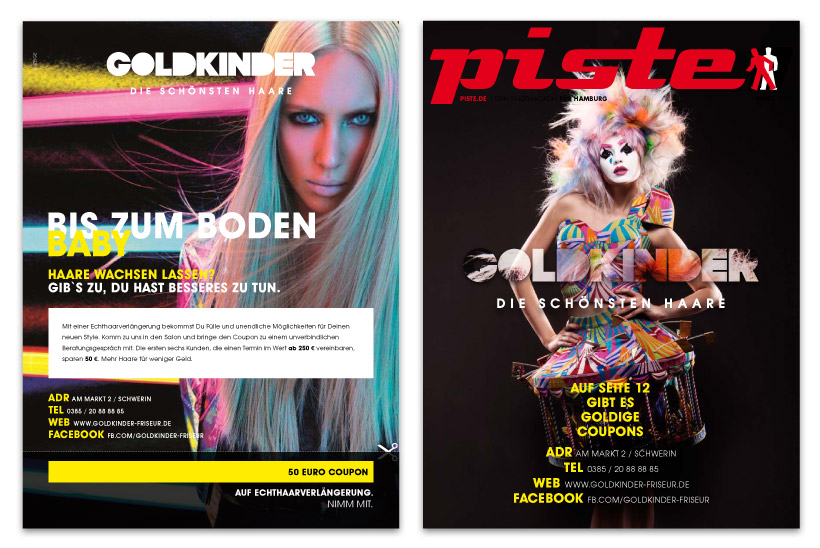 GOLDKINDER
DIE SCHÖNSTEN HAARE
BIS ZUM BODEN
BABY
HAARE WACHSEN LASSEN?
GIB`S ZU, DU HAST BESSERES ZU TUN.
Mit einer Echthaarverlängerung bekommst Du Fülle und unendliche Möglichkeiten für Deinen
neuen Style. Komm zu uns in den Salon und bringe den Coupon zu einem unverbindlichen
Beratungsgespräch mit. Die ersten sechs Kunden, die einen Termin im Wert ab 250 € vereinbaren,
sparen 50 €. Mehr Haare für weniger Geld.
ADR AM MARKT 2 / SCHWERIN
TEL 0385 / 20 88 88 85
WEB WWW.GOLDKINDER-FRISEUR.DE
FACEBOOK FB.COM/GOLDKINDER-FRISEUR
50 EURO COUPON
AUF ECHTHAARVERLÄNGERUNG.
NIMM MIT.
piste
PISTE.DE HAMBURG
GOLDKINDER
DIE SCHÖNSTEN HAARE
AUF SEITE 12
GIBT ES
GOLDIGE
COUPONS
ADR AM MARKT 2 / SCHWERIN
TEL 0385 / 20 88 88 85
WEB WWW.GOLDKINDER-FRISEUR.DE
FACEBOOK FB.COM/GOLDKINDER-FRISEUR